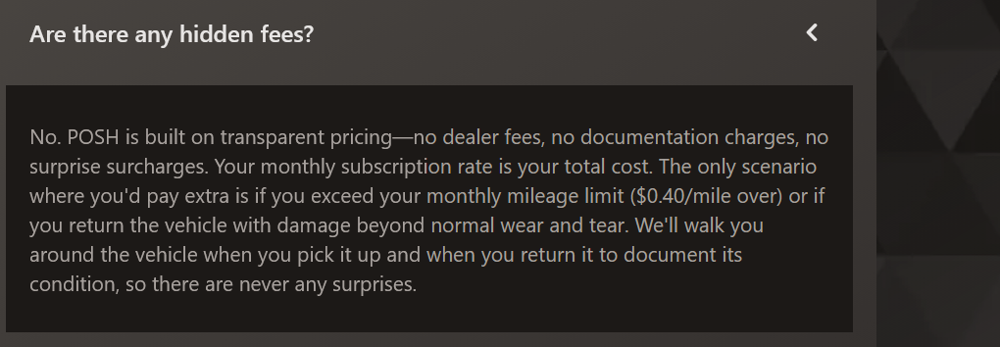 Are there any hidden fees?
No. POSH is built on transparent pricing—no dealer fees, no documentation charges, no
surprise surcharges. Your monthly subscription rate is your total cost. The only scenario
where you'd pay extra is if you exceed your monthly mileage limit ($0.40/mile over) or if
you return the vehicle with damage beyond normal wear and tear. We'll walk you
around the vehicle when you pick it up and when you return it to document its
condition, so there are never any surprises.